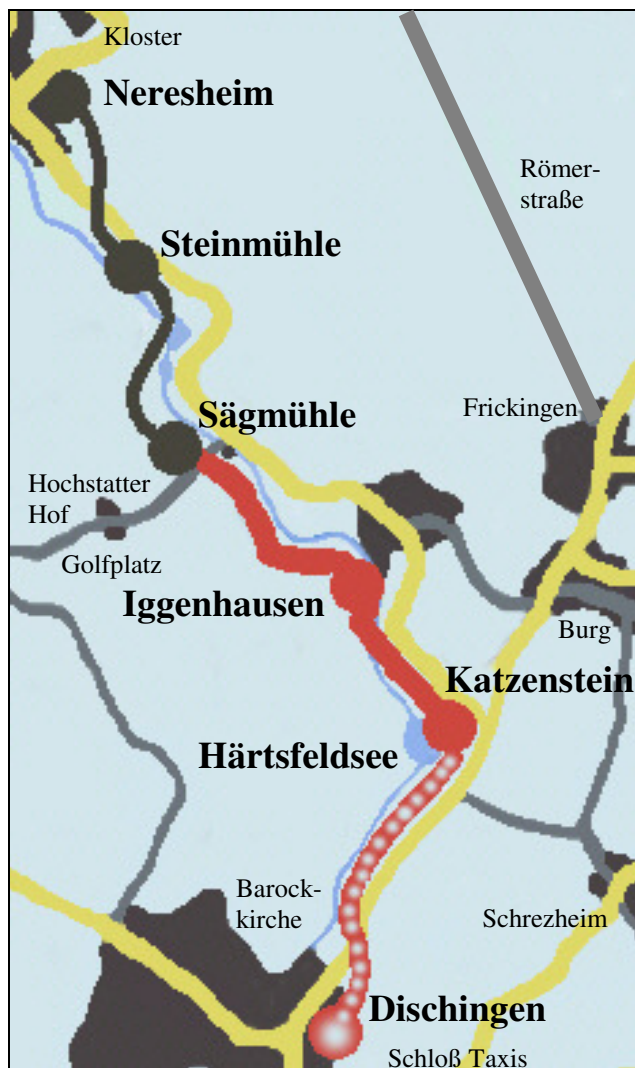 Kloster
Neresheim
Römer-
straße
Steinmühle
Frickingen
Sägmühle
Hochstatter
Hof
Golfplatz
Iggenhausen
Burg
Katzenstein
Härtsfeldsee
Barock-
kirche
Schrezheim
Dischingen
Schloß Taxis